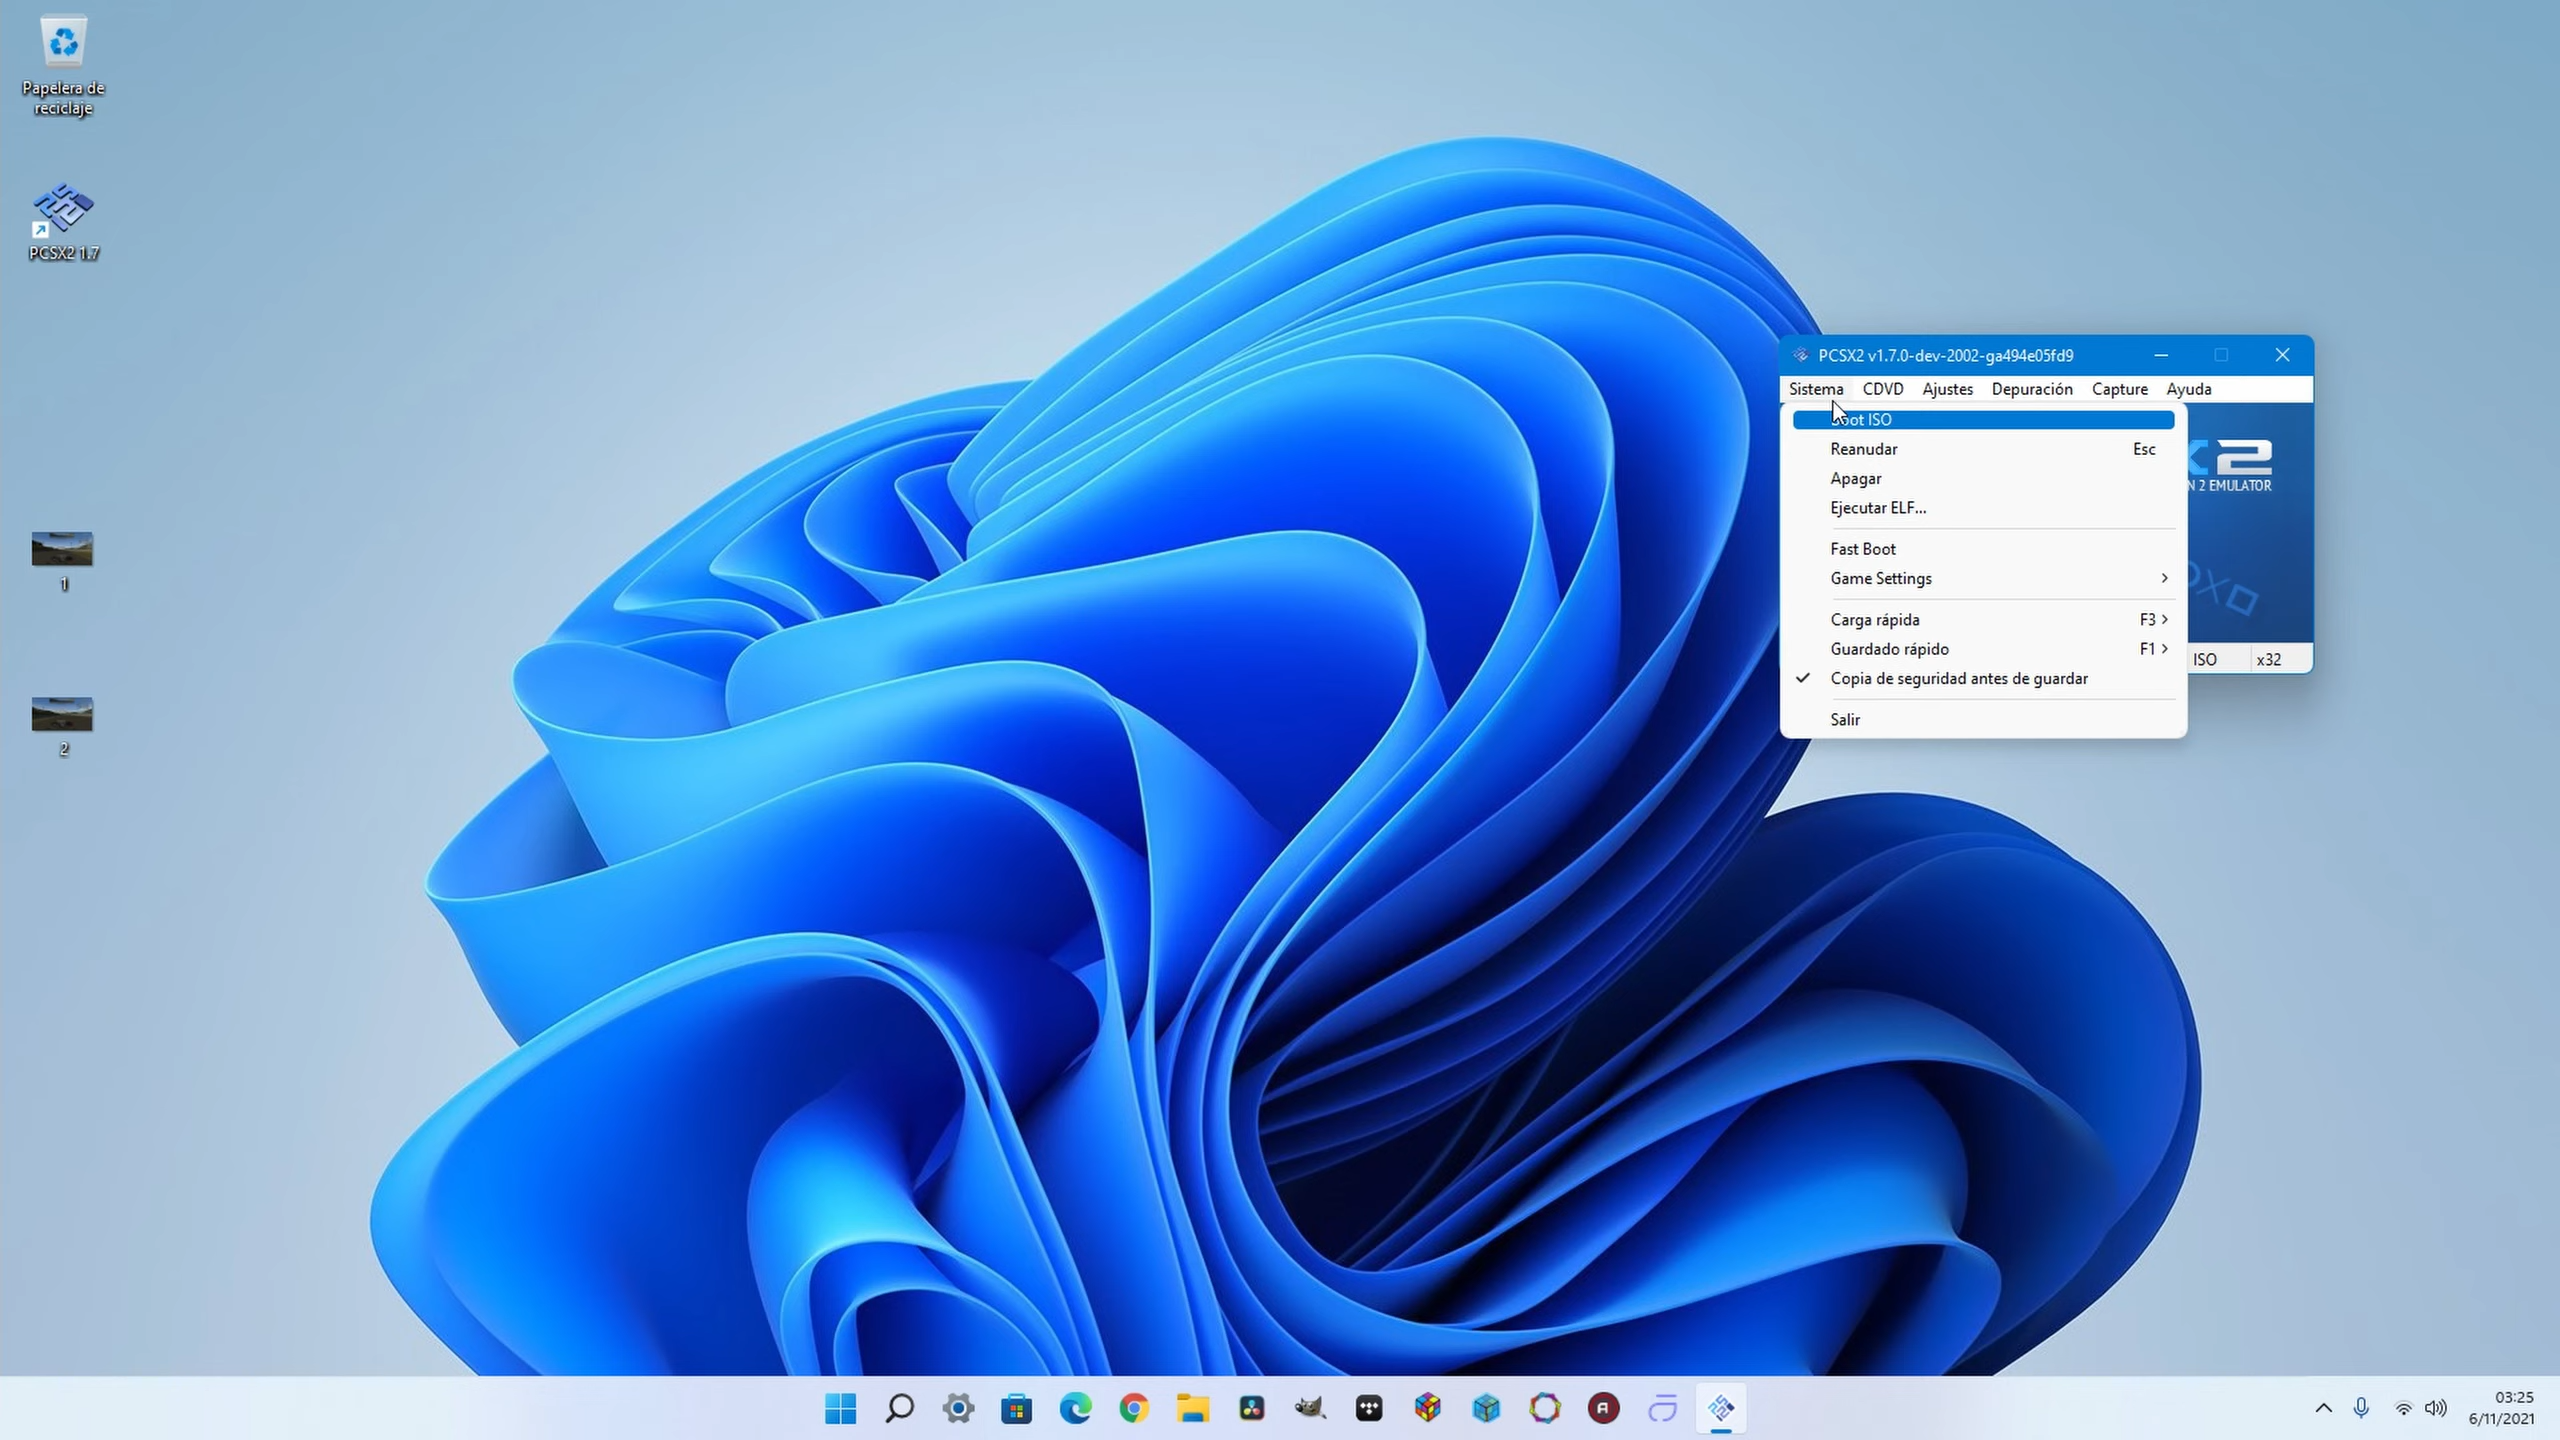 Papelera de
reciclaje
PCSX2 1.7
1
2
PCSX2 v1.7.0-dev-2002-ga494e05fd9
Sistema CDVD Ajustes Depuración Capture Ayuda
oot ISO
Reanudar Esc
Apagar
Ejecutar ELF...
Fast Boot
Game Settings
Carga rápida F3
Guardado rápido F1
Copia de seguridad antes de guardar
Salir
X2
N 2 EMULATOR
ISO x32
03:25
6/11/2021